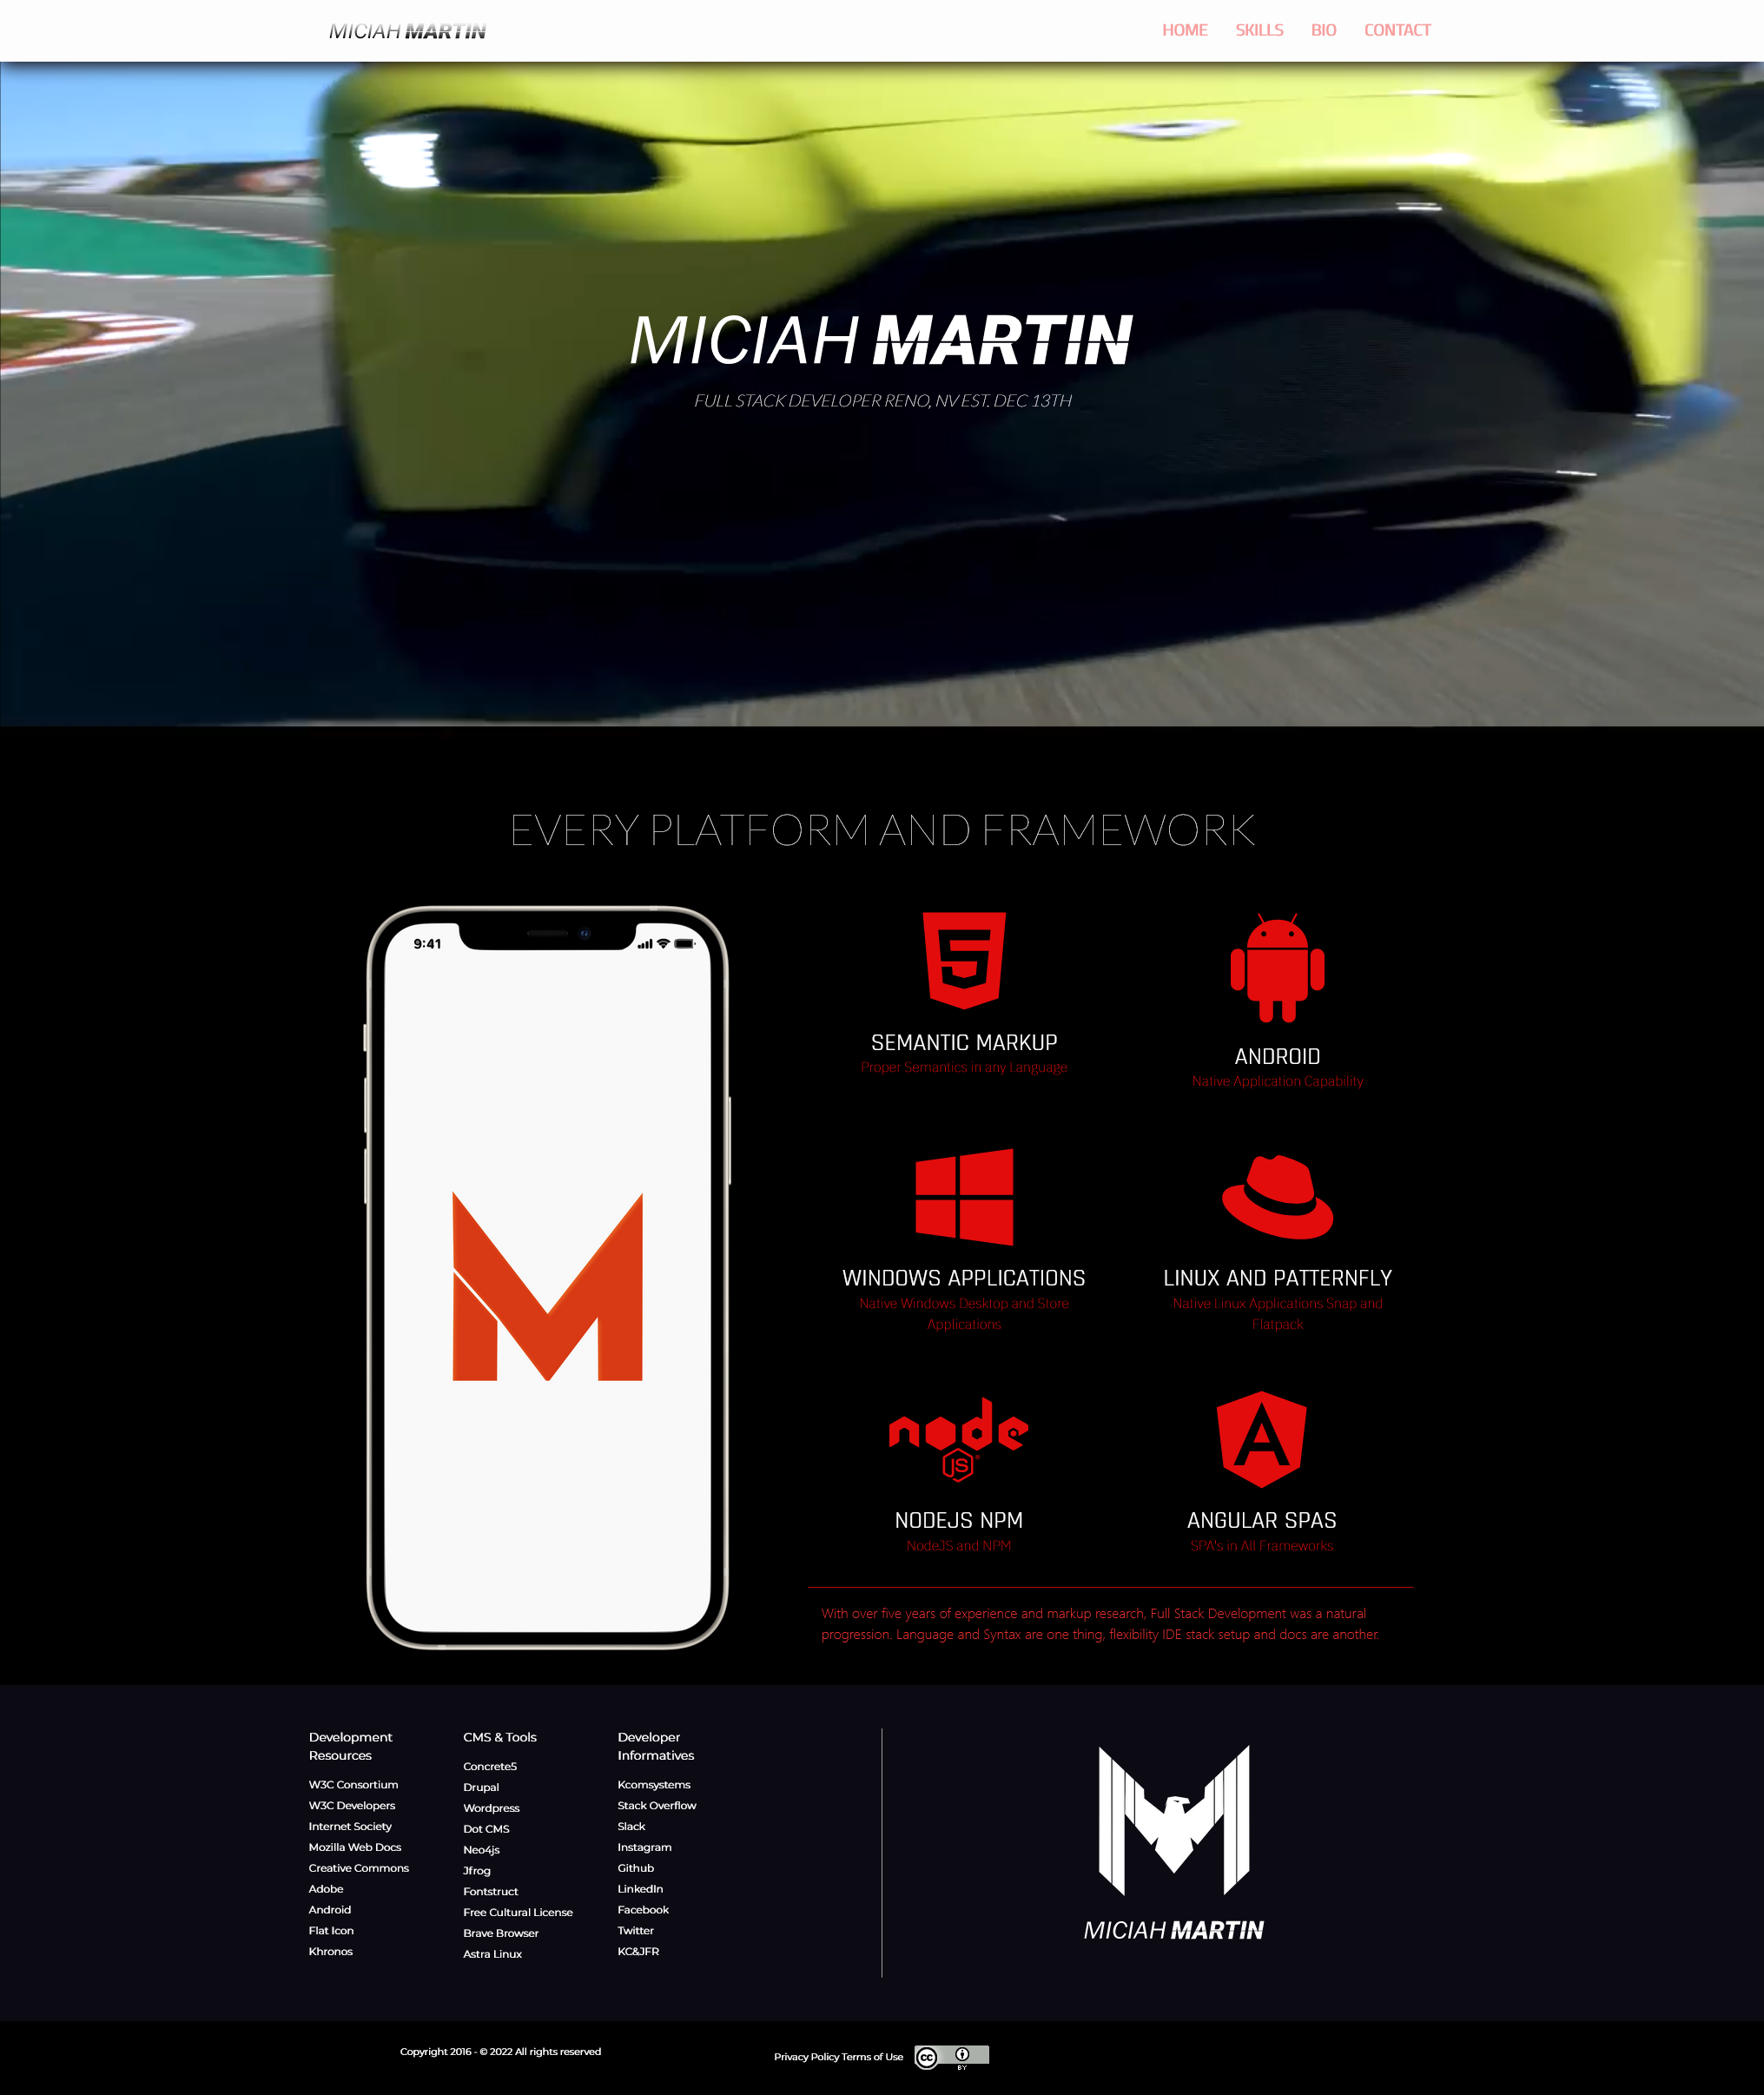 MICIAH MARTIN
HOME SKILLS BIO CONTACT
MICIAH MARTIN
FULL STACK DEVELOPER RENO, NV EST. DEC 13TH
EVERY PLATFORM AND FRAMEWORK
9:41
5
SEMANTIC MARKUP
Proper Semantics in any Language
ANDROID
Native Application Capability
M
WINDOWS APPLICATIONS
Native Windows Desktop and Store
Applications
LINUX AND PATTERNFLY
Native Linux Applications Snap and
Flatpack
node
JS
NODEJS NPM
NodeJS and NPM
A
ANGULAR SPAS
SPA's in All Frameworks
With over five years of experience and markup research, Full Stack Development was a natural
progression. Language and Syntax are one thing, flexibility IDE stack setup and docs are another.
Development
Resources
W3C Consortium
W3C Developers
Internet Society
Mozilla Web Docs
Creative Commons
Adobe
Android
Flat Icon
Khronos
CMS & Tools
Concrete5
Drupal
Wordpress
Dot CMS
Neo4js
Jfrog
Fontstruct
Free Cultural License
Brave Browser
Astra Linux
Developer
Informatives
Kcomsystems
Stack Overflow
Slack
Instagram
Github
LinkedIn
Facebook
Twitter
KC&JFR
M
MICIAH MARTIN
Copyright 2016 - © 2022 All rights reserved
Privacy Policy Terms of Use
cc
BY